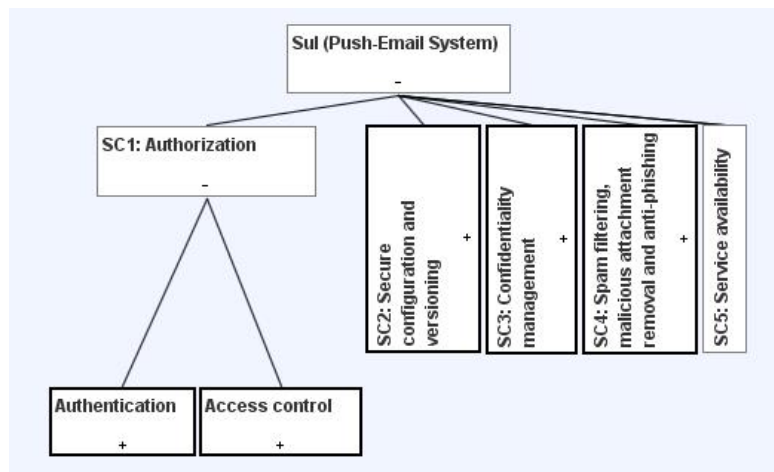 SuI (Push-Email System)
-
SC1: Authorization
-
SC2: Secure
configuration and
versioning
+
SC3: Confidentiality
management
+
SC4: Spam filtering,
malicious attachment
removal and anti-phishing
+
SC5: Service availability
Authentication
+
Access control
+